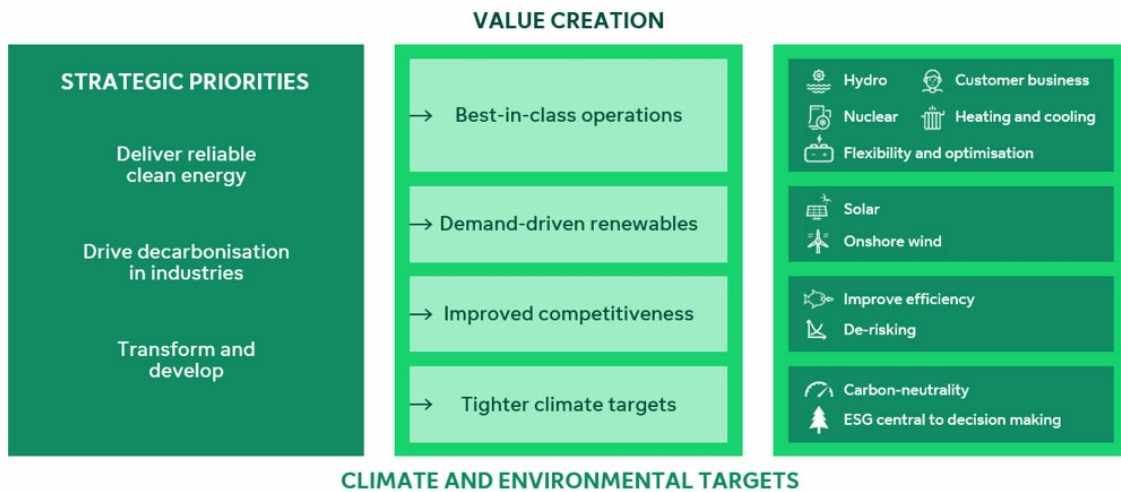 VALUE CREATION
STRATEGIC PRIORITIES
Deliver reliable
clean energy
Drive decarbonisation
in industries
Transform and
develop
→ Best-in-class operations
→ Demand-driven renewables
→ Improved competitiveness
→ Tighter climate targets
Hydro
Customer business
Nuclear
Heating and cooling
Flexibility and optimisation
Solar
Onshore wind
Improve efficiency
De-risking
Carbon-neutrality
ESG central to decision making
CLIMATE AND ENVIRONMENTAL TARGETS